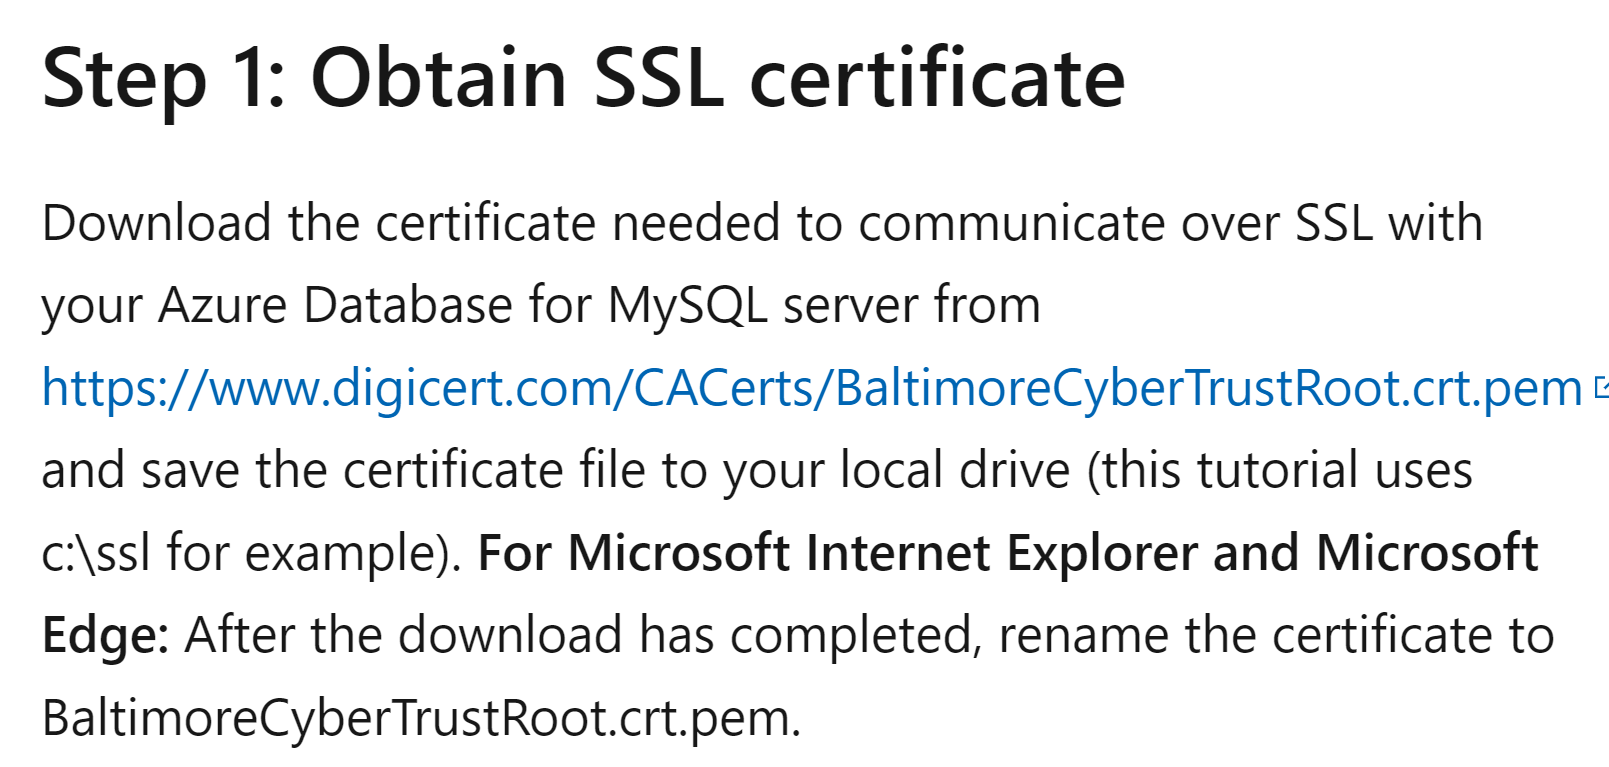 Step 1: Obtain SSL certificate
Download the certificate needed to communicate over SSL with
your Azure Database for MySQL server from
https://www.digicert.com/CACerts/BaltimoreCyberTrustRoot.crt.pem
and save the certificate file to your local drive (this tutorial uses
c:\ssl for example). For Microsoft Internet Explorer and Microsoft
Edge: After the download has completed, rename the certificate to
BaltimoreCyberTrustRoot.crt.pem.